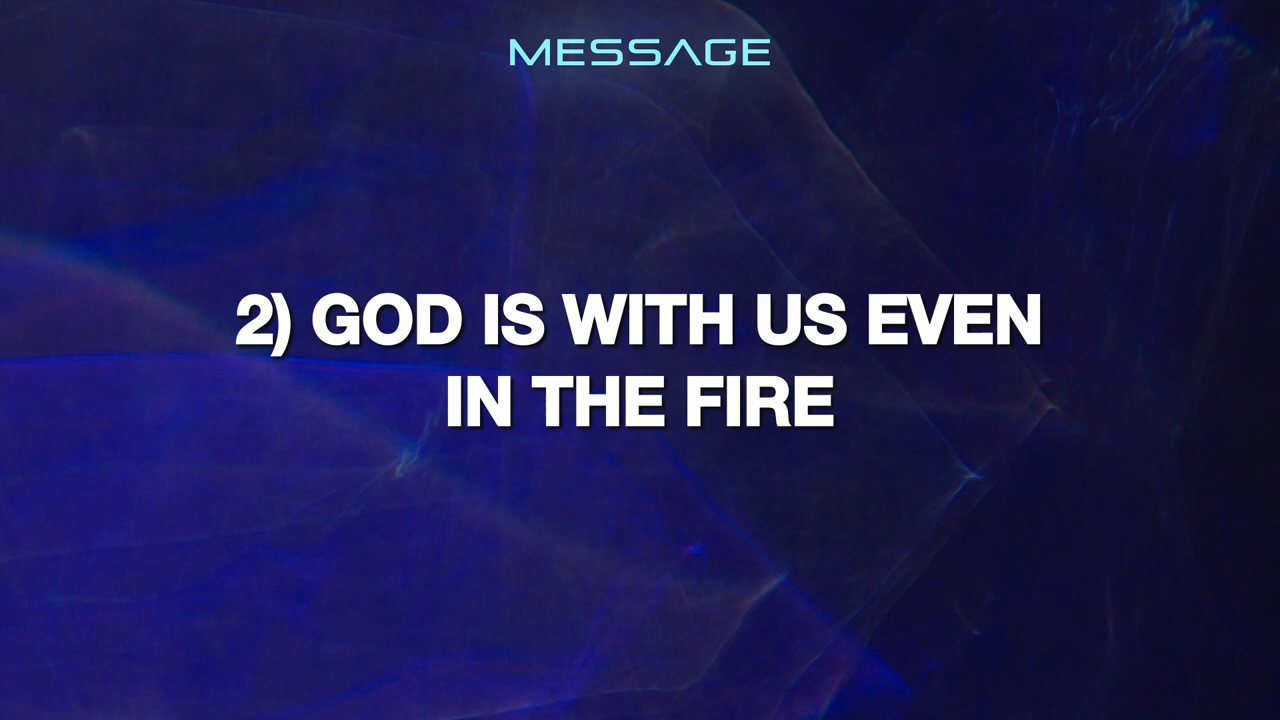 MESSAGE
2) GOD IS WITH US EVEN
IN THE FIRE